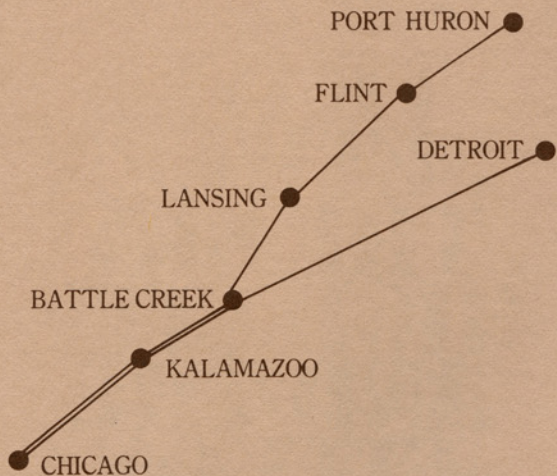 PORT HURON
FLINT
DETROIT
LANSING
BATTLE CREEK
KALAMAZOO
CHICAGO